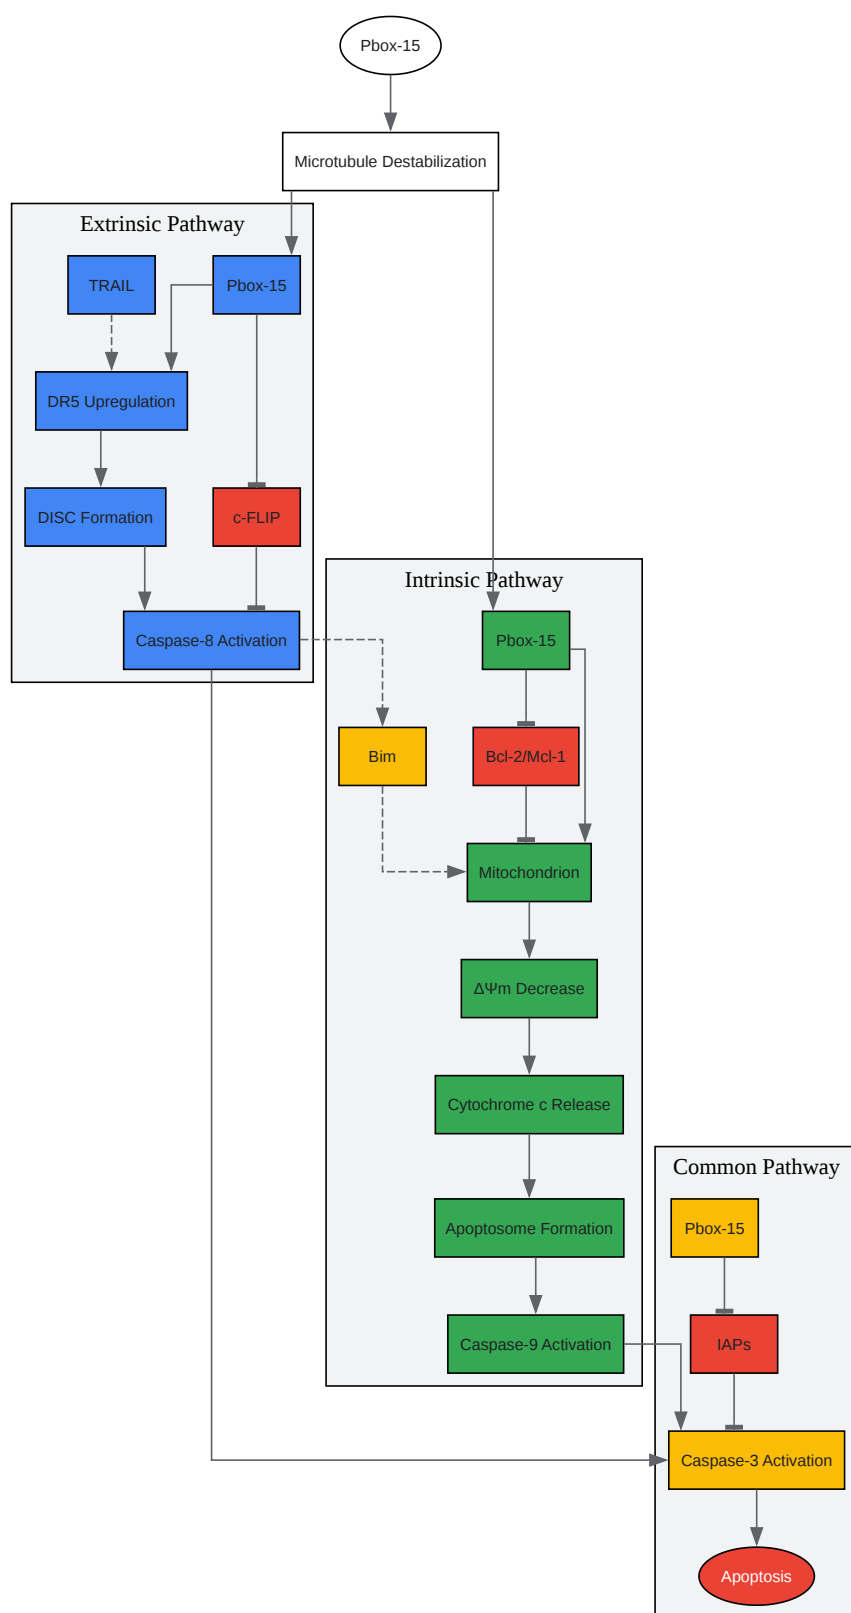 Pbox-15
Microtubule Destabilization
Extrinsic Pathway
TRAIL
Pbox-15
DR5 Upregulation
DISC Formation
c-FLIP
Caspase-8 Activation
Intrinsic Pathway
Pbox-15
Bim
Bcl-2/Mcl-1
Mitochondrion
ΔΨm Decrease
Cytochrome c Release
Apoptosome Formation
Caspase-9 Activation
Common Pathway
Pbox-15
IAPs
Caspase-3 Activation
Apoptosis